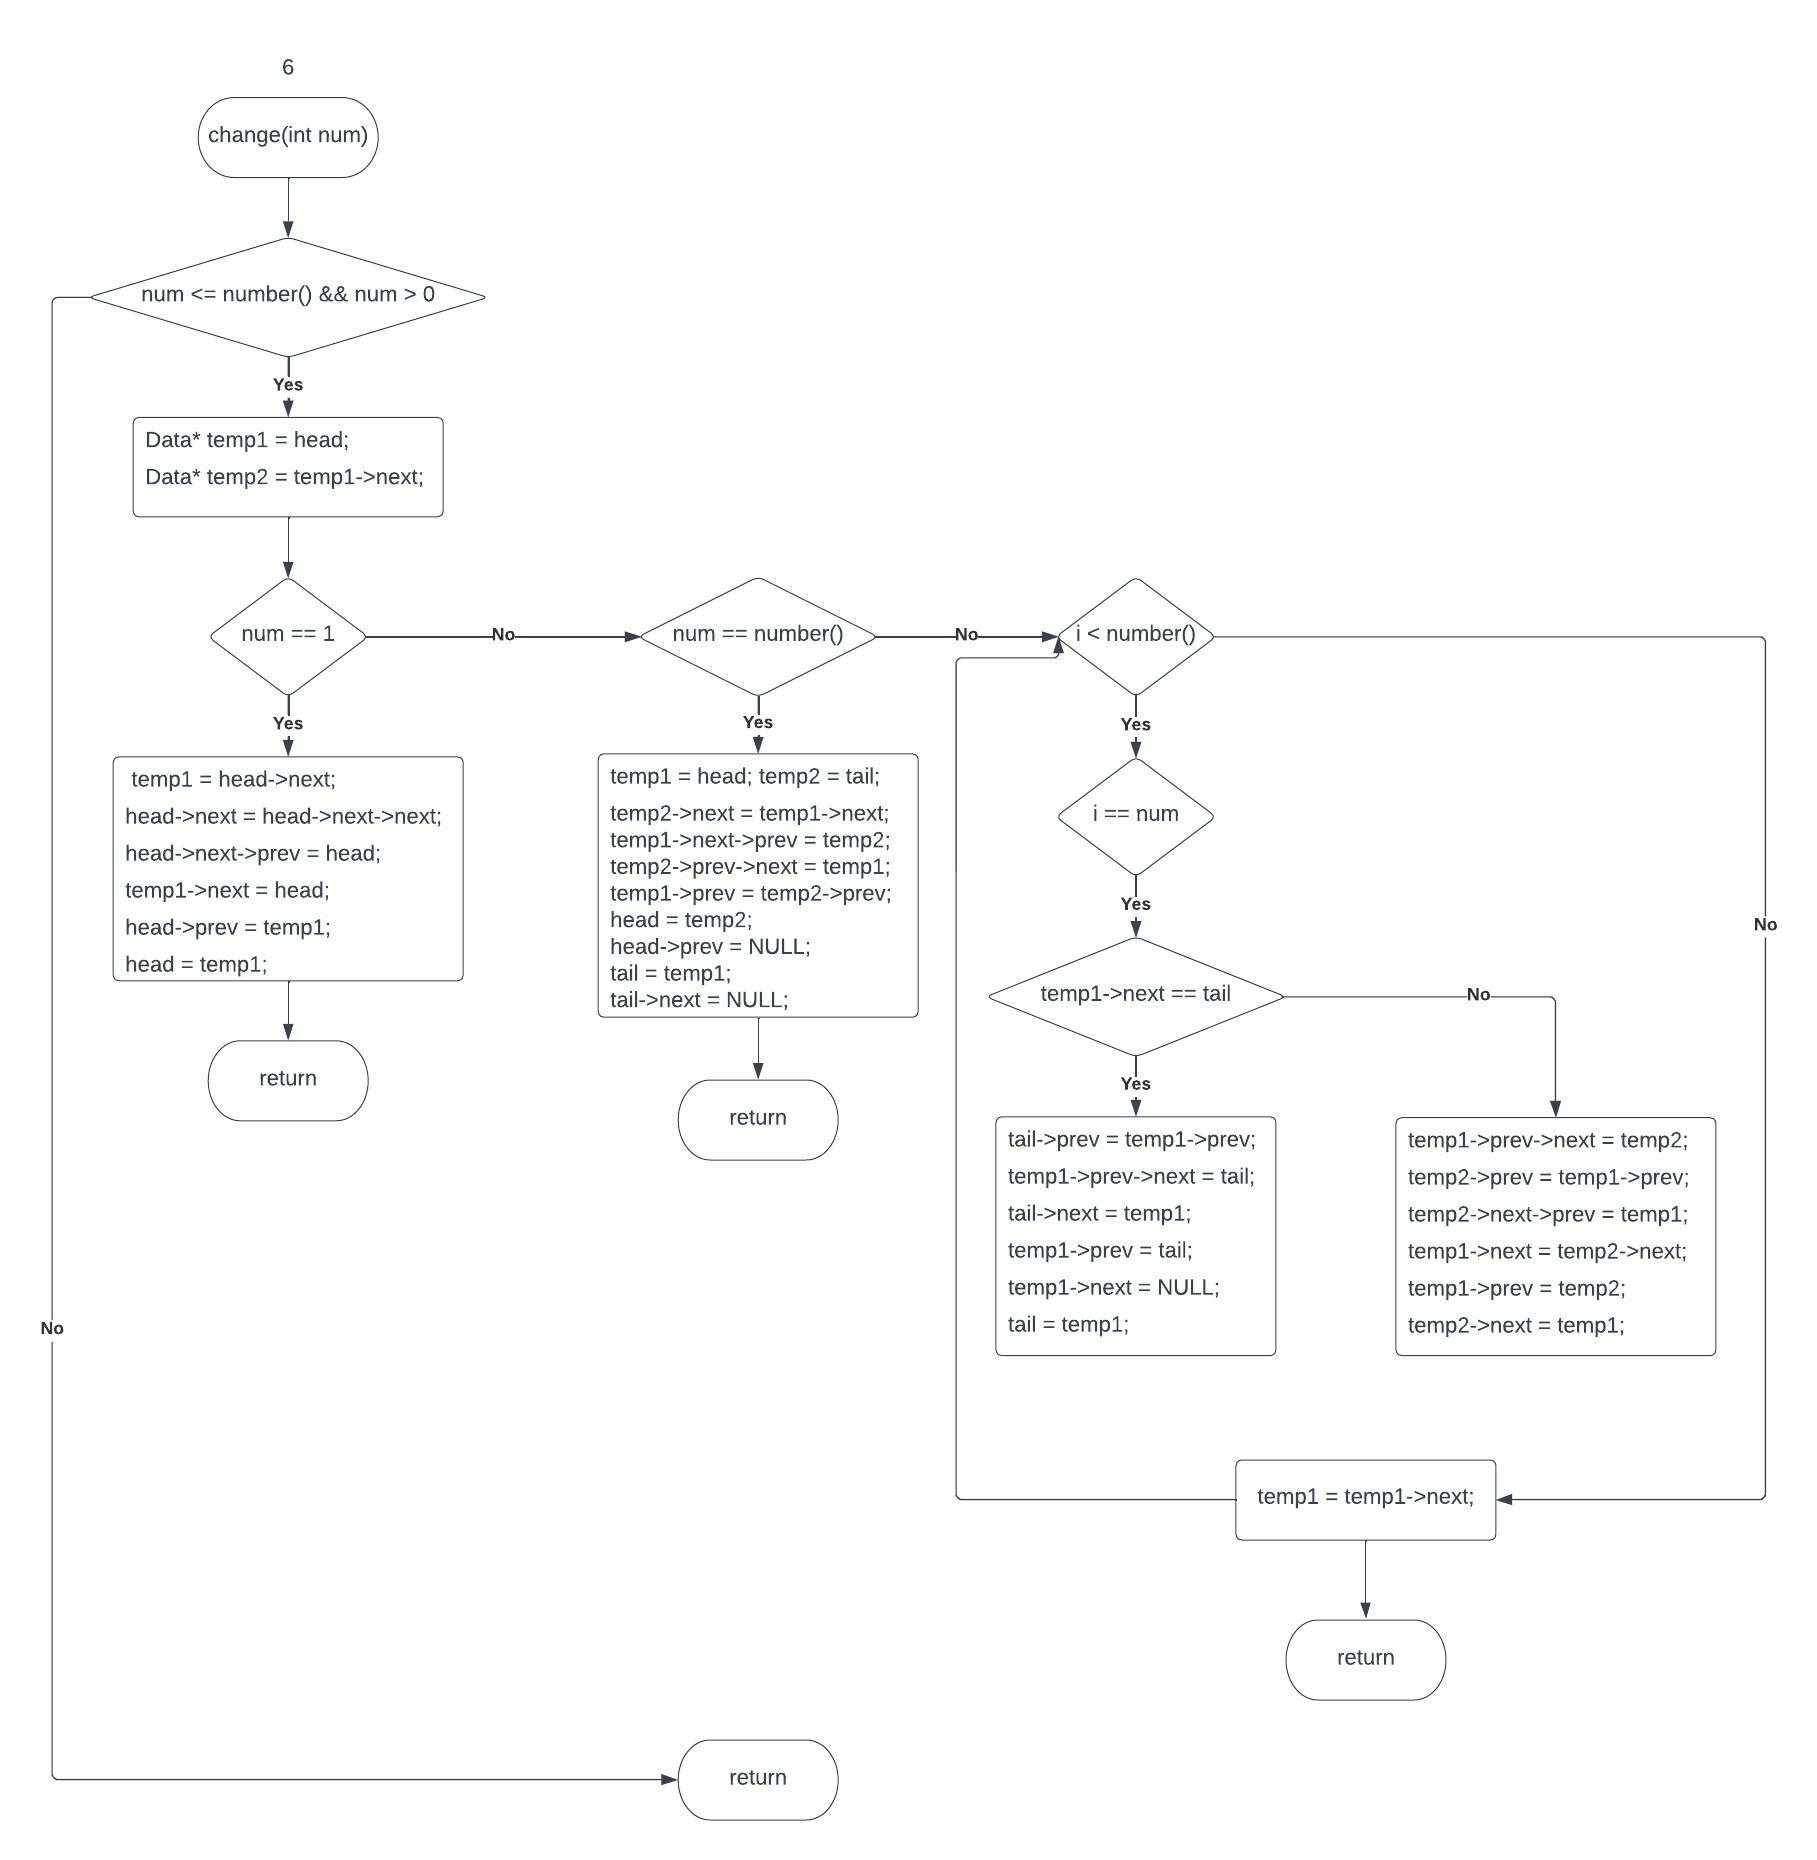 6
change(int num)
num <= number() && num > 0
Yes
Data* temp1 = head;
Data* temp2 = temp1->next;
num == 1
No
num == number()
No
i < number()
Yes
Yes
Yes
temp1 = head->next;
head->next = head->next->next;
head->next->prev = head;
temp1->next = head;
head->prev = temp1;
head = temp1;
return
temp1 = head; temp2 = tail;
temp2->next = temp1->next;
temp1->next->prev = temp2;
temp2->prev->next = temp1;
temp1->prev = temp2->prev;
head = temp2;
head->prev = NULL;
tail = temp1;
tail->next = NULL;
return
i == num
Yes
No
temp1->next == tail
No
Yes
tail->prev = temp1->prev;
temp1->prev->next = tail;
tail->next = temp1;
temp1->prev = tail;
temp1->next = NULL;
tail = temp1;
temp1->prev->next = temp2;
temp2->prev = temp1->prev;
temp2->next->prev = temp1;
temp1->next = temp2->next;
temp1->prev = temp2;
temp2->next = temp1;
No
temp1 = temp1->next;
return
return